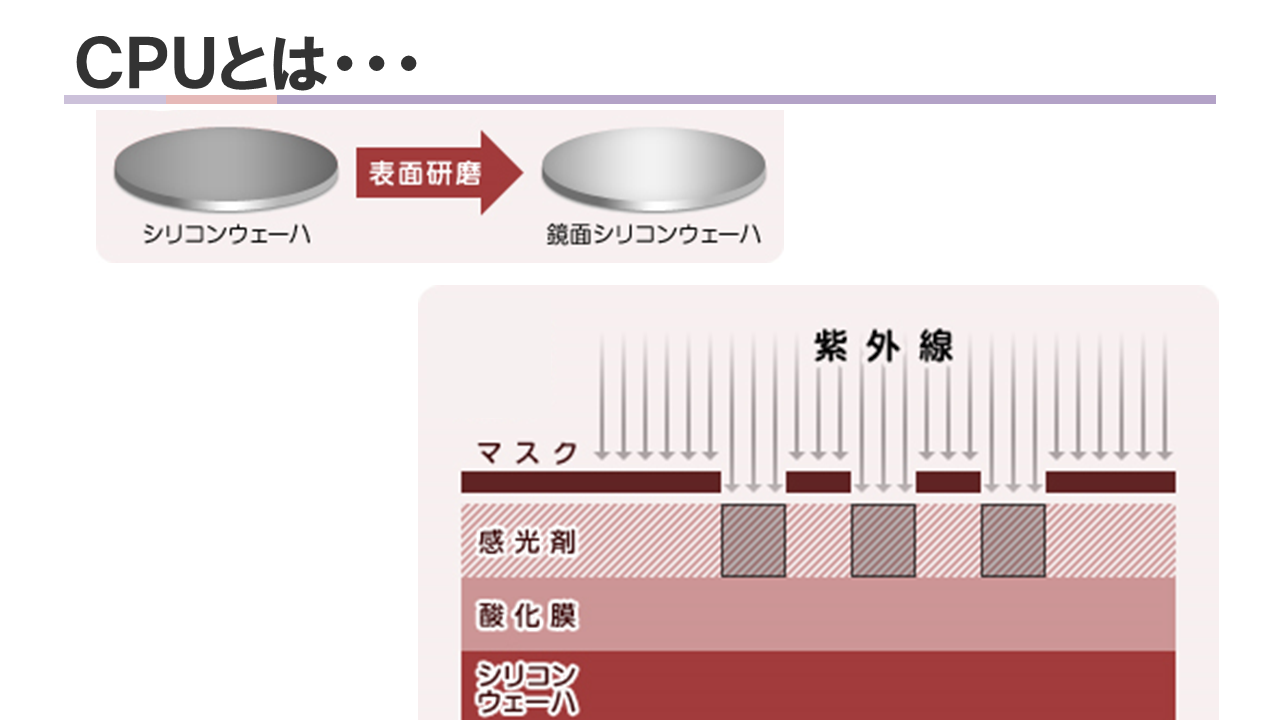 CPUとは・・・
表面研磨
シリコンウェーハ
鏡面シリコンウェーハ
紫外線
マスク
感光剤
酸化膜
シリコン
ウェーハ